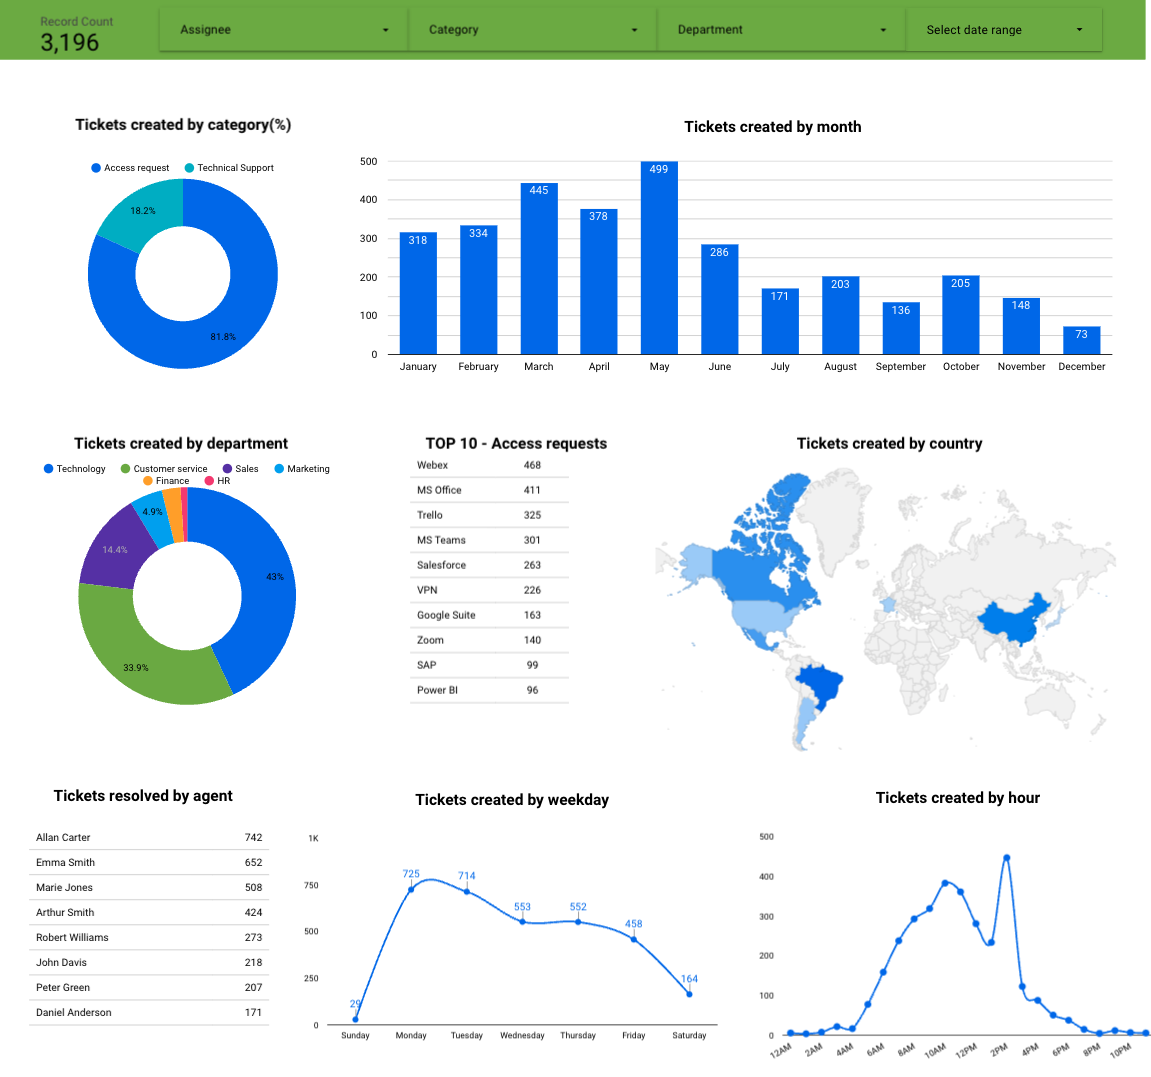 Record Count
3,196
Assignee
Category
Department
Select date range
Tickets created by category(%)
Access request Technical Support
18.2%
81.8%
Tickets created by month
500
400
300
200
100
0
318
334
445
378
499
286
171
203
136
205
148
73
January February March April May June July August September October November December
Tickets created by department
Technology Customer service Sales Marketing
Finance HR
4.9%
14.4%
43%
33.9%
TOP 10 - Access requests
Webex 468
MS Office 411
Trello 325
MS Teams 301
Salesforce 263
VPN 226
Google Suite 163
Zoom 140
SAP 99
Power BI 96
Tickets created by country
Tickets resolved by agent
Allan Carter 742
Emma Smith 652
Marie Jones 508
Arthur Smith 424
Robert Williams 273
John Davis 218
Peter Green 207
Daniel Anderson 171
Tickets created by weekday
1K
750
500
250
0
29
725
714
553
552
458
164
Sunday Monday Tuesday Wednesday Thursday Friday Saturday
Tickets created by hour
500
400
300
200
100
0
12AM 2AM 4AM 6AM 8AM 10AM 12PM 2PM 4PM 6PM 8PM 10PM